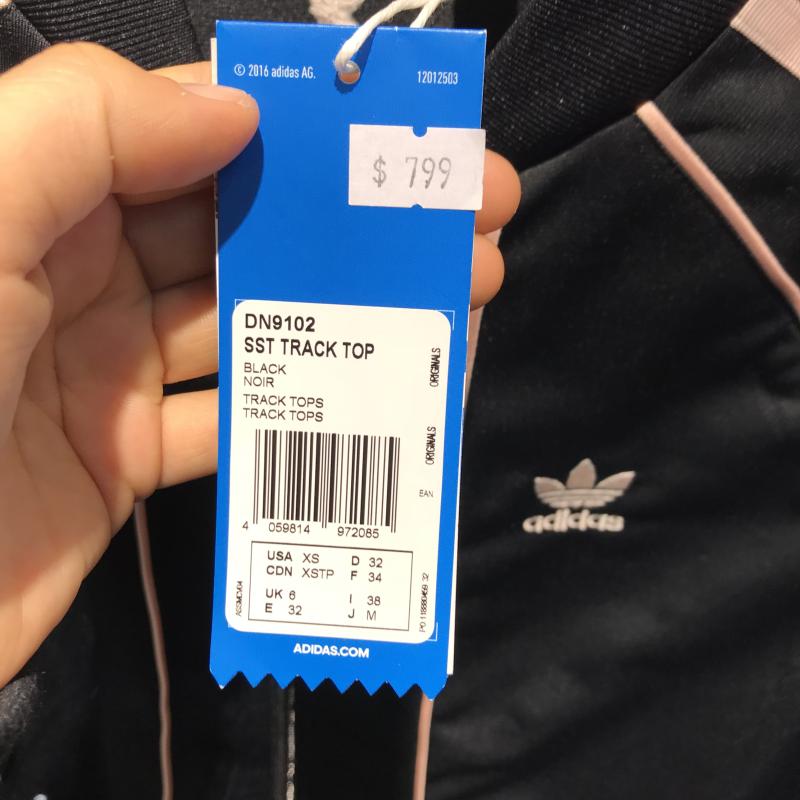 © 2016 adidas AG.
12012503
$ 799
DN9102
SST TRACK TOP
BLACK
NOIR
TRACK TOPS
TRACK TOPS
ORIGINALS
ORIGINALS
EAN
4 059814 972085
USA XS D 32
CDN XSTP F 34
UK 6 I 38
E 32 J M
ADIDAS.COM
adidas